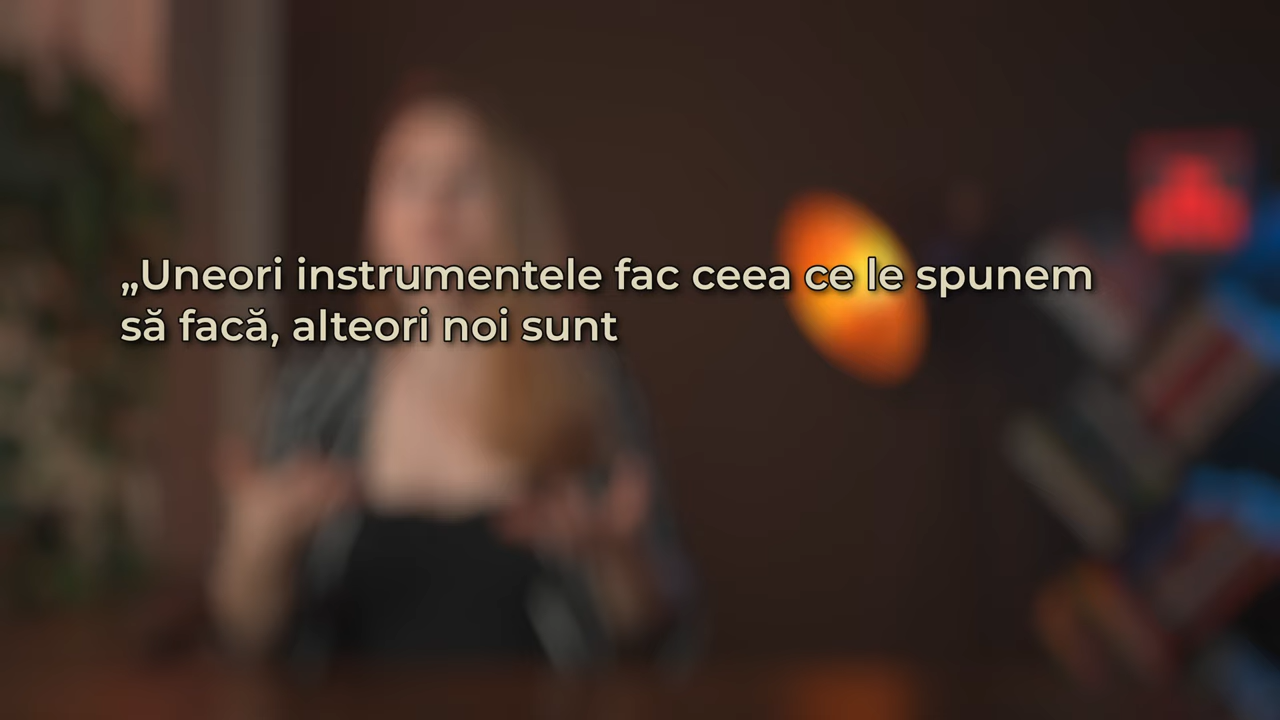 „Uneori instrumentele fac ceea ce le spunem
să facă, alteori noi sunt